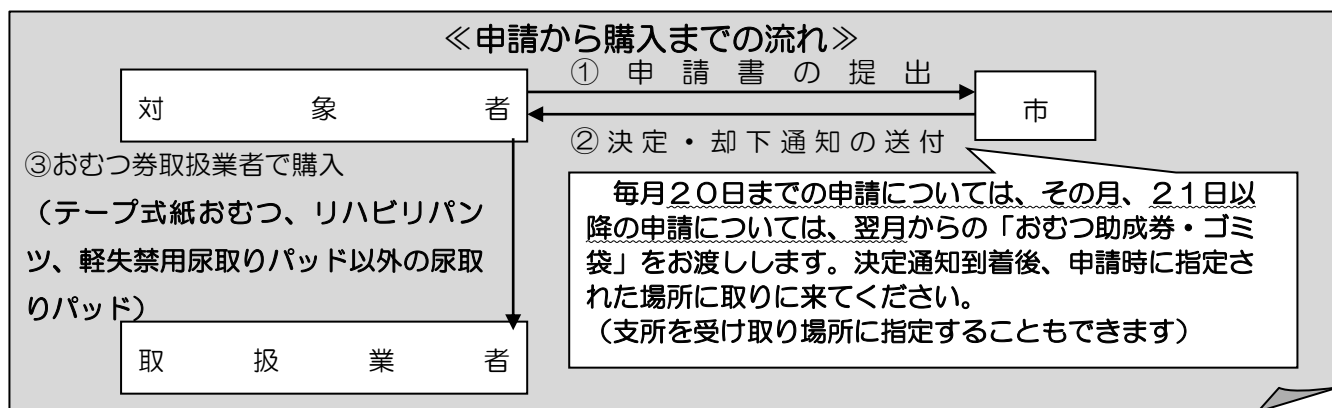 ≪申請から購入までの流れ≫
① 申請書の提出
対象者
市
② 決定・却下通知の送付
③おむつ券取扱業者で購入
（テープ式紙おむつ、リハビリパン
ツ、軽失禁用尿取りパッド以外の尿取
りパッド）
毎月２０日までの申請については、その月、２１日以
降の申請については、翌月からの「おむつ助成券・ゴミ
袋」をお渡しします。決定通知到着後、申請時に指定さ
れた場所に取りに来てください。
（支所を受け取り場所に指定することもできます）
取扱業者